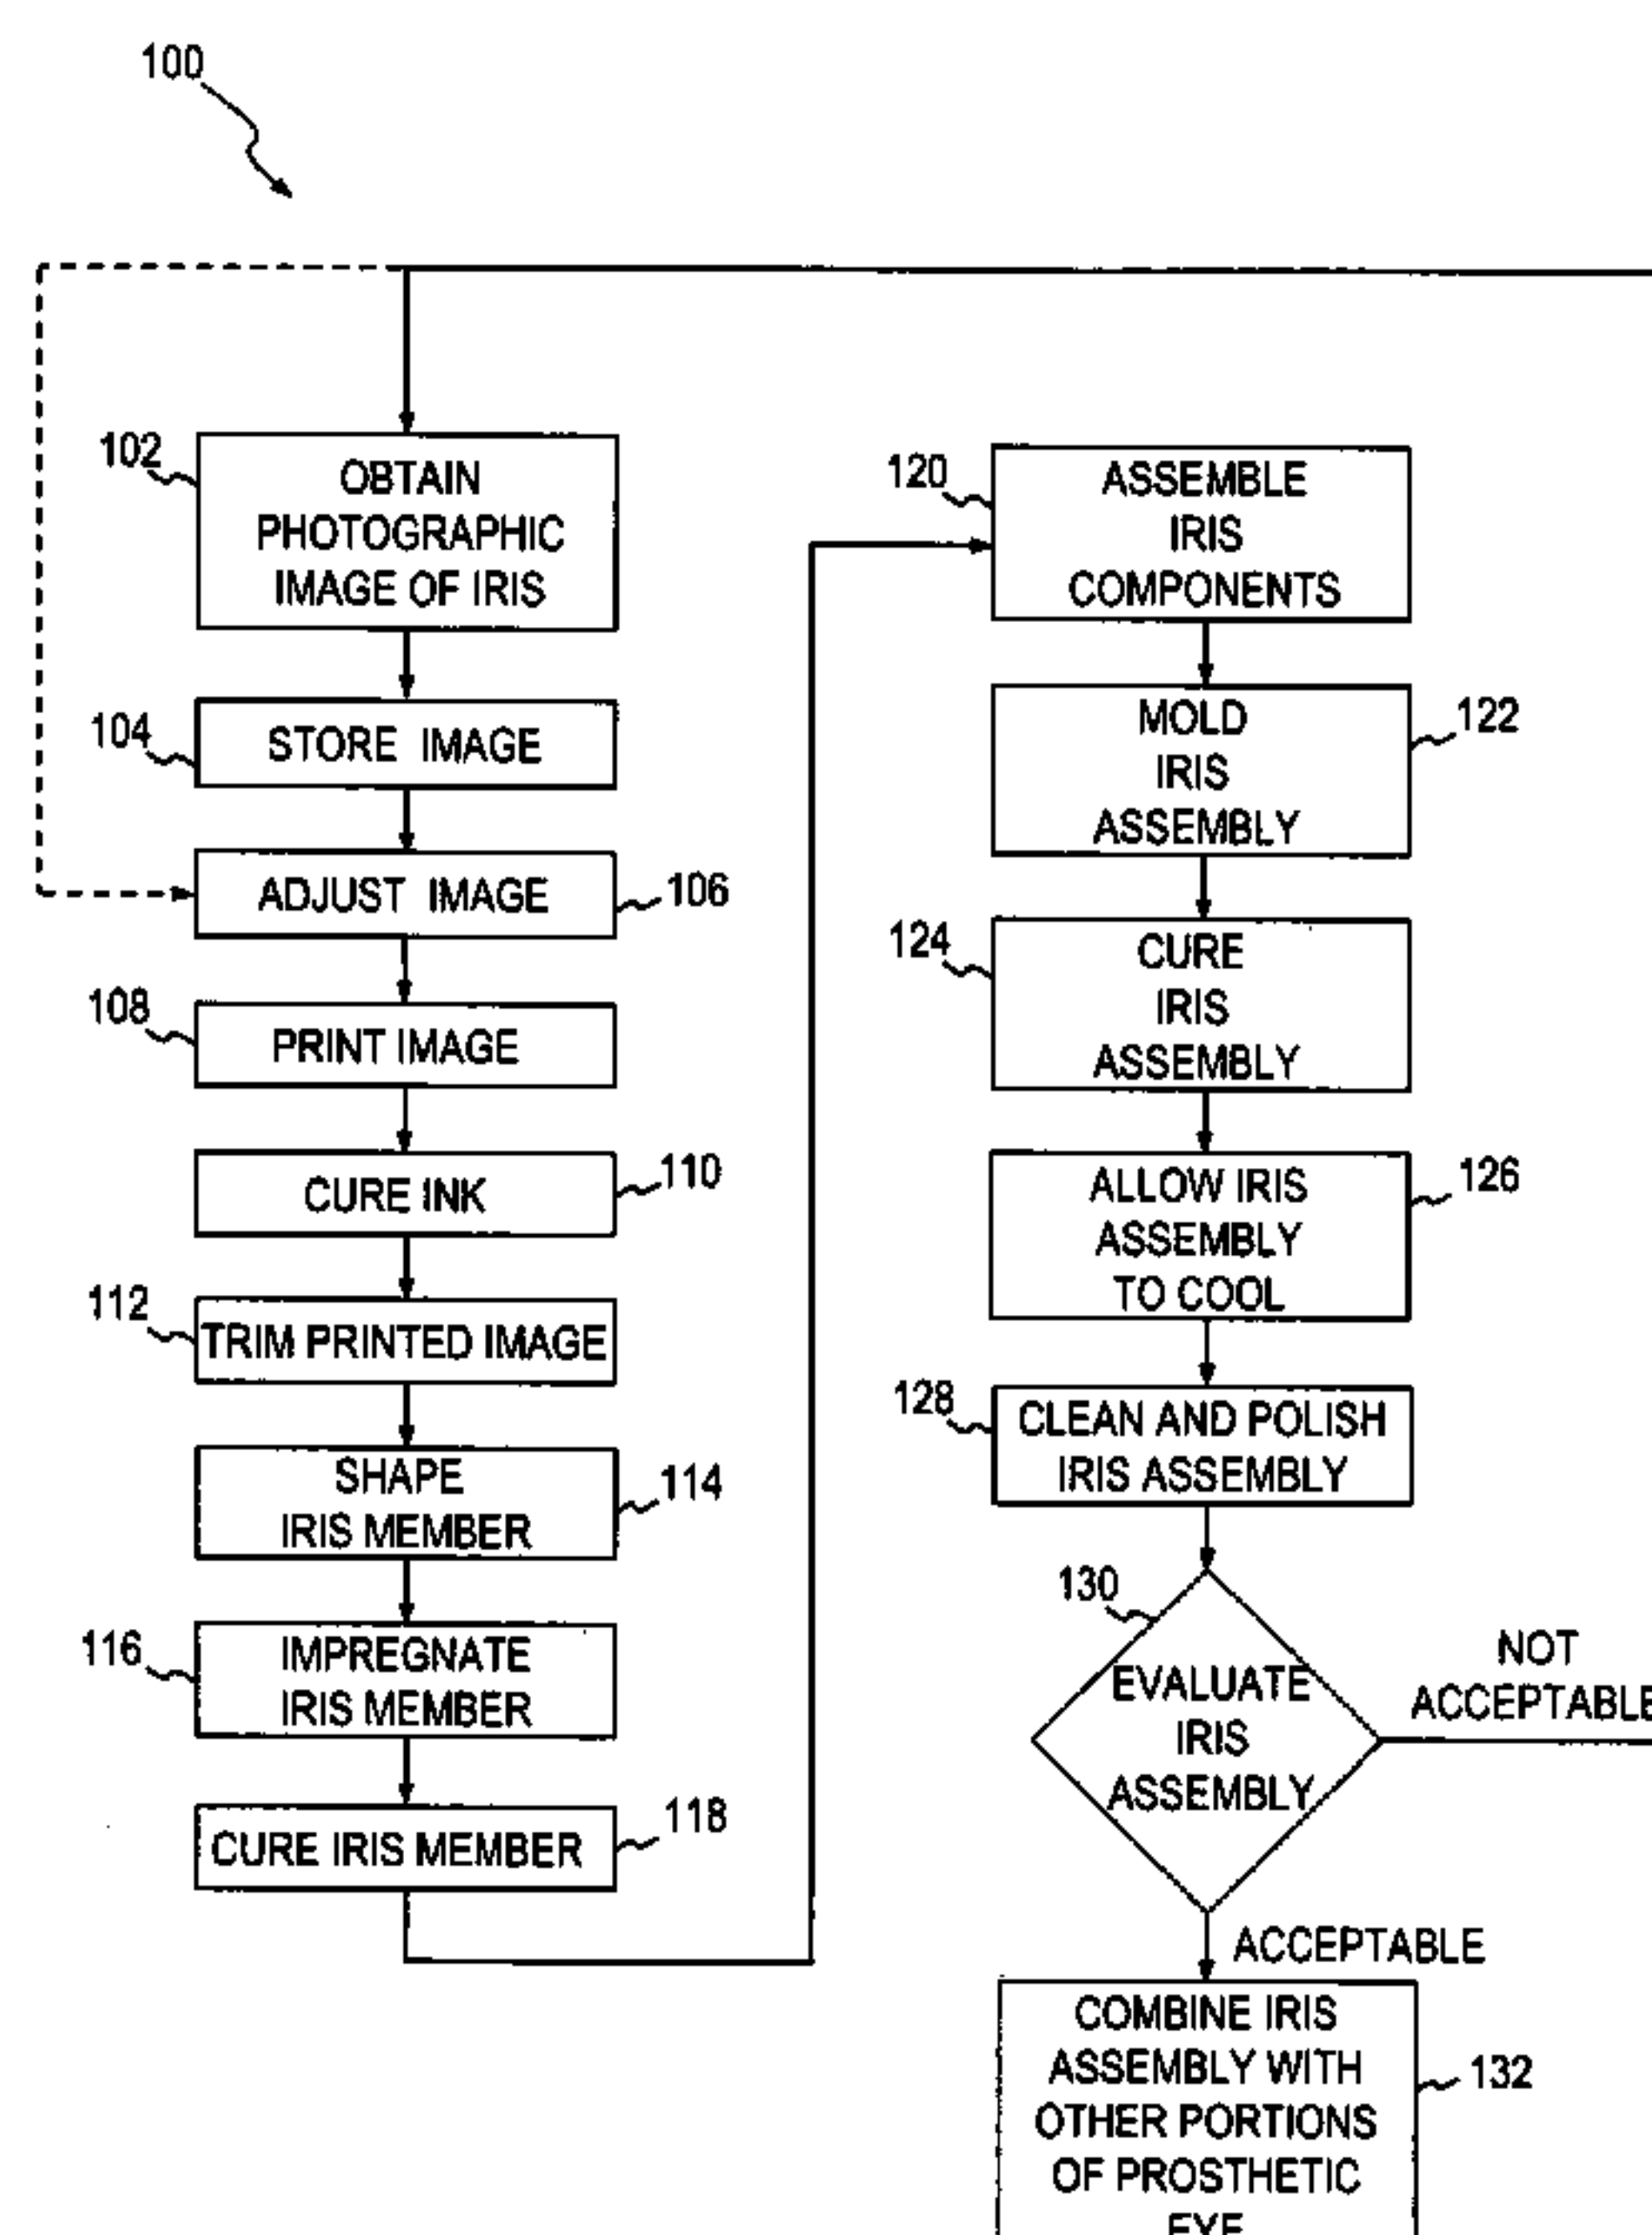 100
102
OBTAIN
PHOTOGRAPHIC
IMAGE OF IRIS
104
STORE IMAGE
ADJUST IMAGE
106
108
PRINT IMAGE
CURE INK
110
112
TRIM PRINTED IMAGE
SHAPE
IRIS MEMBER
114
116
IMPREGNATE
IRIS MEMBER
CURE IRIS MEMBER
118
120
ASSEMBLE
IRIS
COMPONENTS
MOLD
IRIS
ASSEMBLY
122
124
CURE
IRIS
ASSEMBLY
ALLOW IRIS
ASSEMBLY
TO COOL
126
128
CLEAN AND POLISH
IRIS ASSEMBLY
130
EVALUATE
IRIS
ASSEMBLY
NOT
ACCEPTABLE
ACCEPTABLE
COMBINE IRIS
ASSEMBLY WITH
OTHER PORTIONS
OF PROSTHETIC
EYE
132